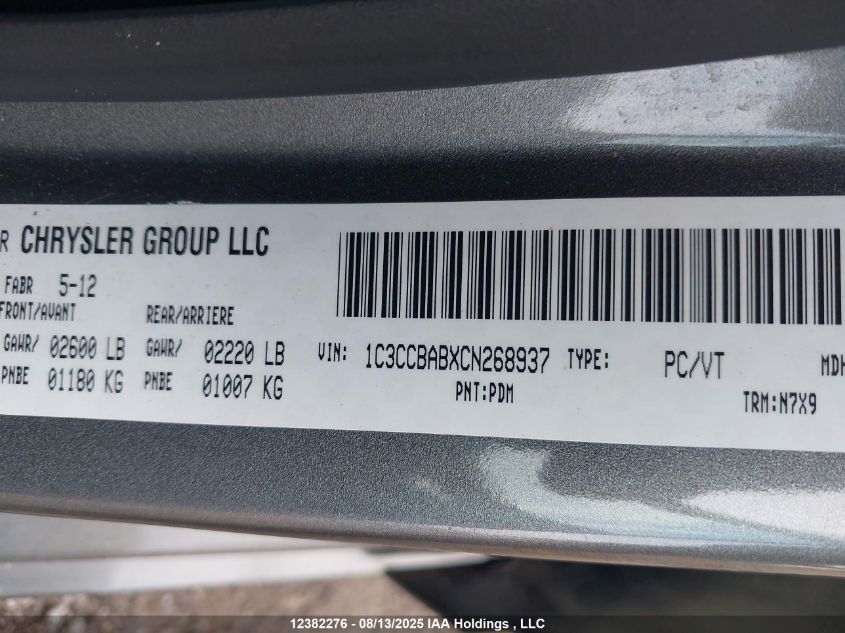 R CHRYSLER GROUP LLC
FABR 5-12
FRONT/AVANT REAR/ARRIERE
GAWR/ 02600 LB GAWR/ 02220 LB VIN: 1C3CCBABXCN268937 TYPE: PC/VT MDH
PNBE 01180 KG PNBE 01007 KG PNT:PDM TRM:N7X9
12382276 - 08/13/2025 IAA Holdings , LLC